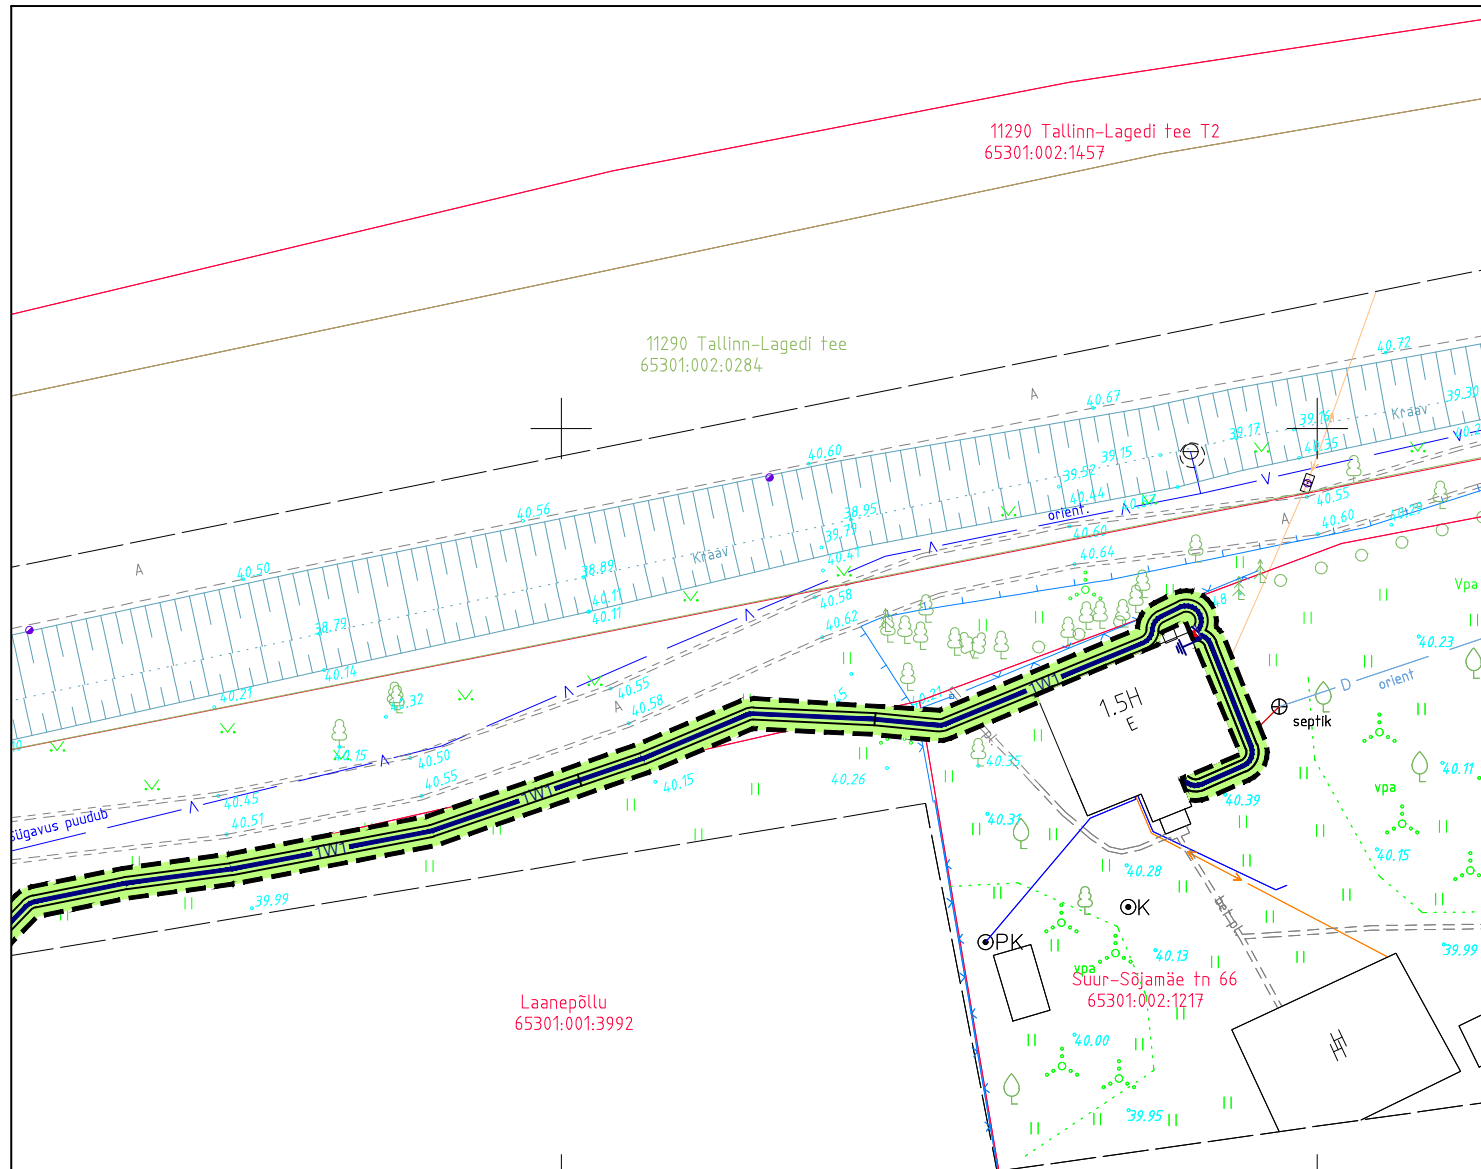 11290 Tallinn-Lagedi tee T2
65301:002:1457
11290 Tallinn-Lagedi tee
65301:002:0284
40.72
A
40.67
39.30
Kraav
39.16
39.17
40.35
40.60
39.15
39.52
40.44
40.56
38.95
39.79
40.41
orient.
40.55
A
40.60
40.60
40.64
Kraav
A
40.50
38.89
40.11
40.11
40.58
40.62
Vpa
38.79
40.23
40.14
40.21
40.32
40.55
40.58
A
1W1
1.5H
E
D
orient
septik
40.15
40.50
40.55
40.15
40.26
40.35
40.11
vpa
40.45
40.51
1W1
40.39
40.31
sügavus puudub
1W1
40.15
40.28
39.99
K
bet.pl.
PK
40.13
39.99
vpa
Suur-Sõjamäe tn 66
65301:002:1217
Laanepõllu
65301:001:3992
40.00
39.95